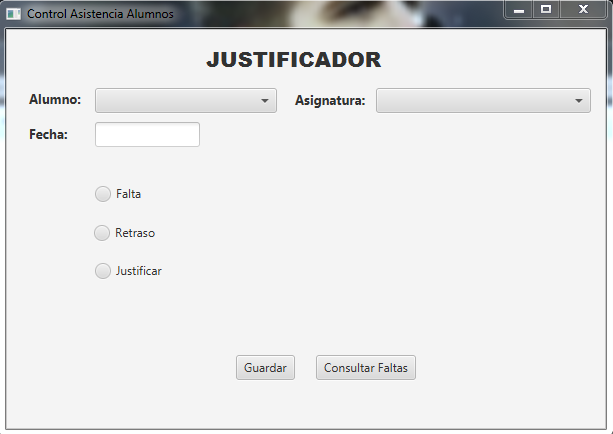 Control Asistencia Alumnos
JUSTIFICADOR
Alumno: Asignatura:
Fecha:
Falta
Retraso
Justificar
Guardar Consultar Faltas